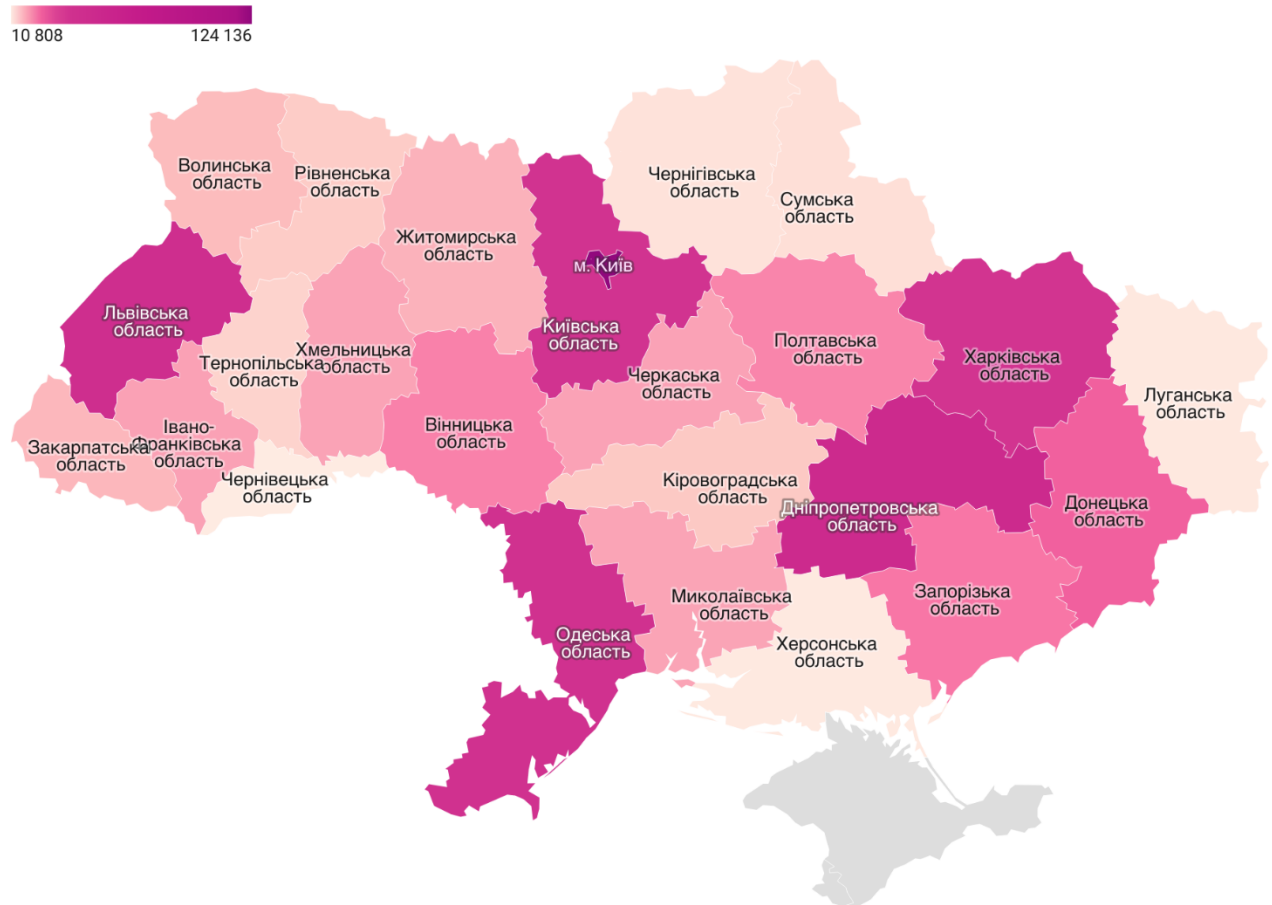 10 808
124 136
Волинська
область
Рівненська
область
Житомирська
область
Чернігівська
область
Сумська
область
м. Київ
Київська
область
Львівська
область
Тернопільська
область
Хмельницька
область
Черкаська
область
Полтавська
область
Харківська
область
Луганська
область
Івано-
Франківська
область
Закарпатська
область
Чернівецька
область
Вінницька
область
Кіровоградська
область
Дніпропетровська
область
Донецька
область
Миколаївська
область
Запорізька
область
Одеська
область
Херсонська
область